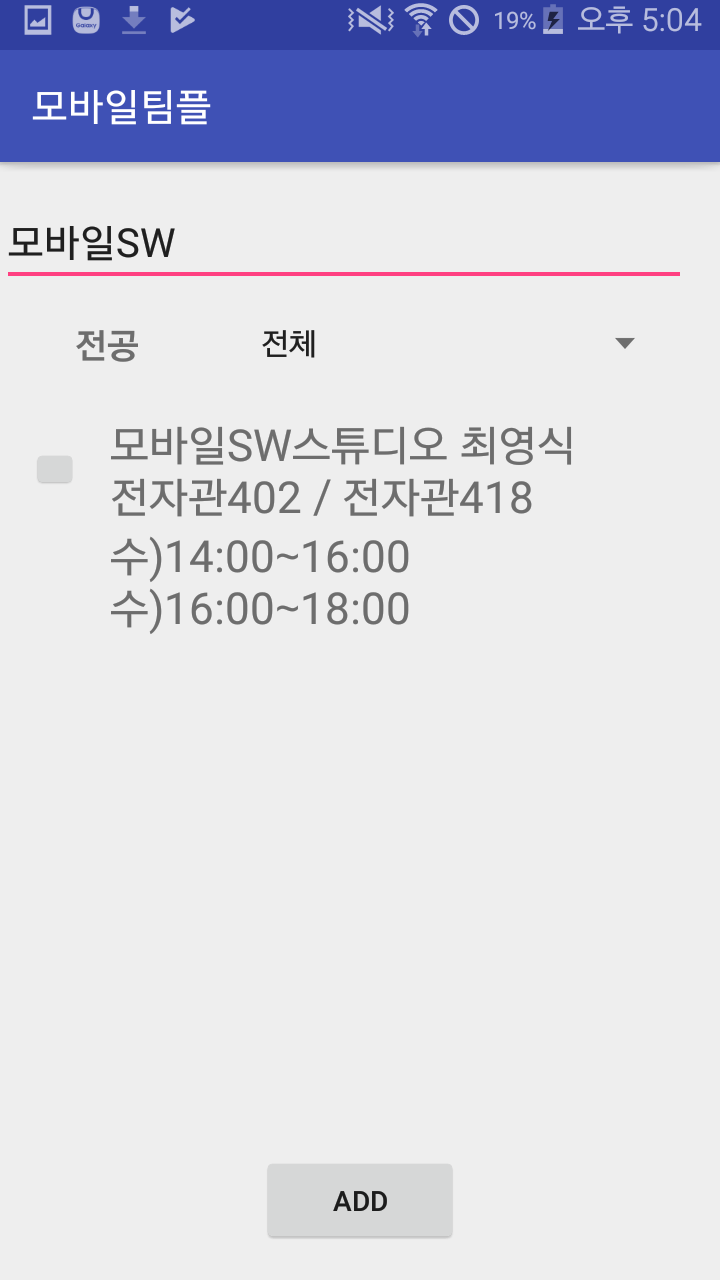 Galaxy
19% 오후 5:04
모바일팀플
모바일SW
전공 전체
모바일SW스튜디오 최영식
전자관402 / 전자관418
수)14:00~16:00
수)16:00~18:00
ADD